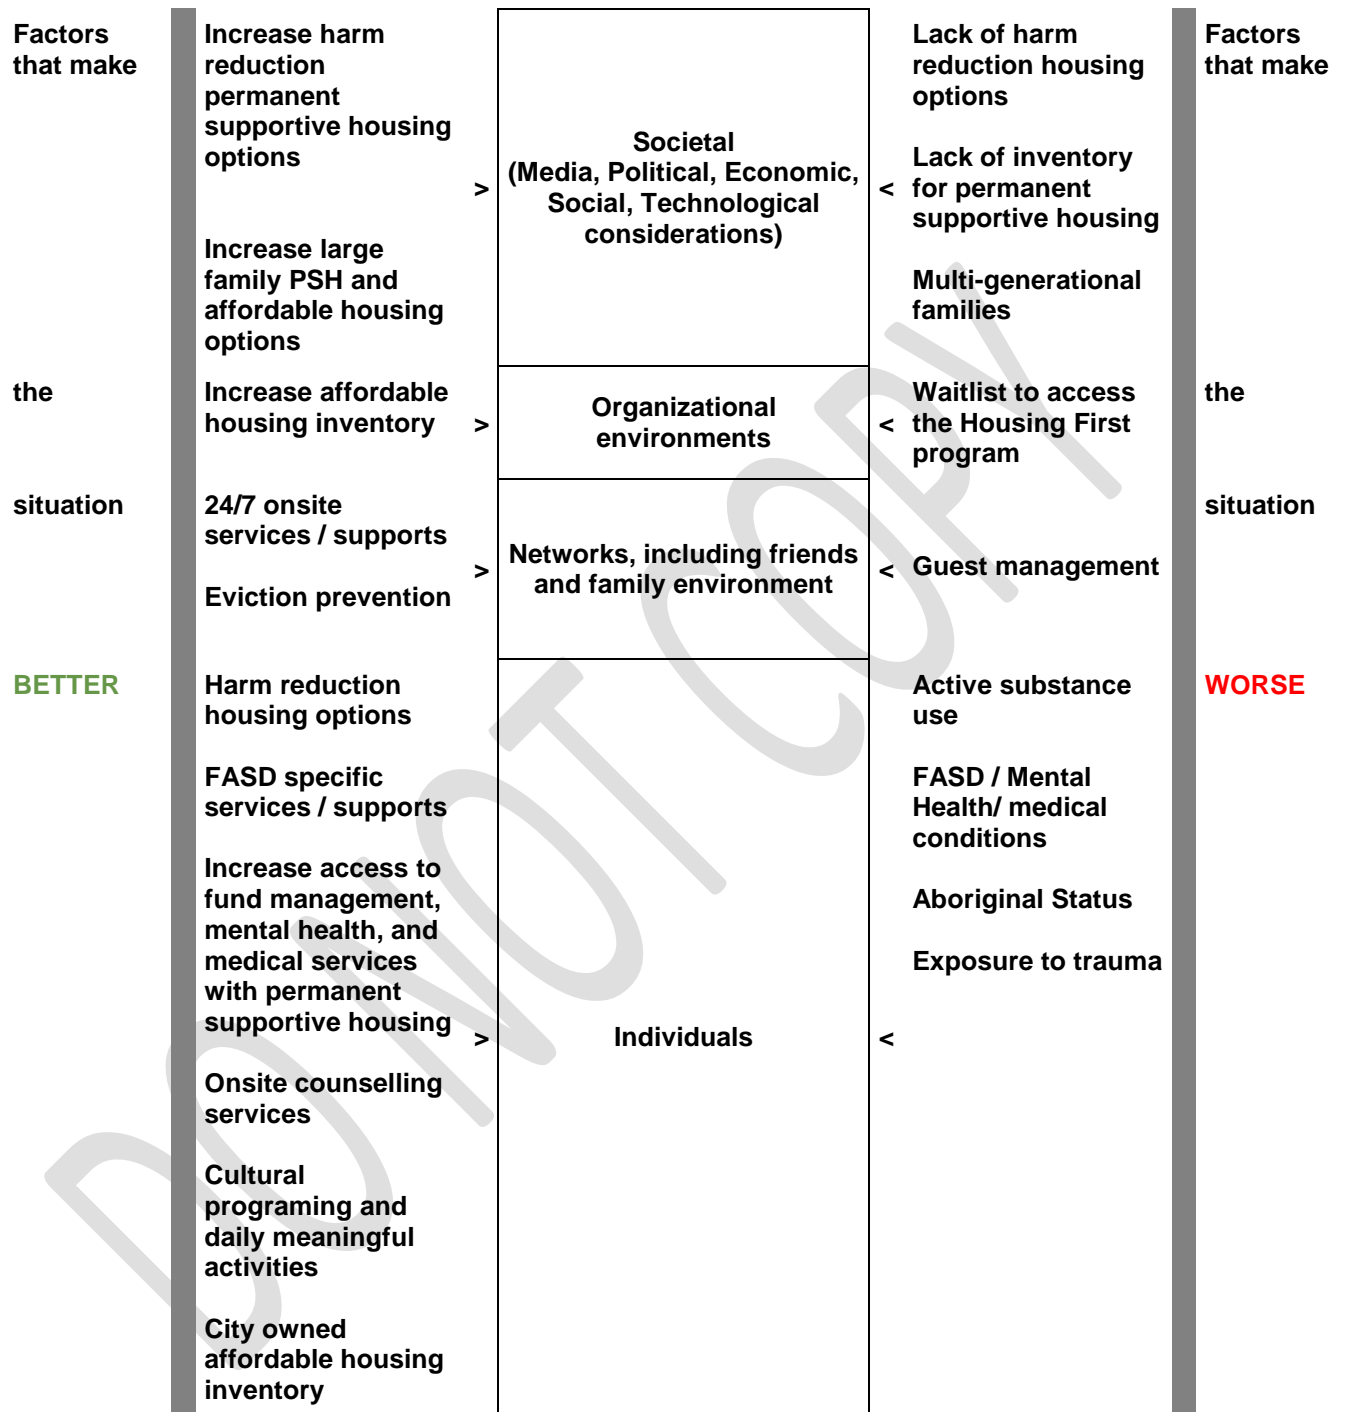 Factors
that make
the
situation
BETTER
Increase harm
reduction
permanent
supportive housing
options
Increase large
family PSH and
affordable housing
options
>
Societal
(Media, Political, Economic,
Social, Technological
considerations)
<
Lack of harm
reduction housing
options
Lack of inventory
for permanent
supportive housing
Multi-generational
families
Increase affordable
housing inventory
>
Organizational
environments
<
Waitlist to access
the Housing First
program
24/7 onsite
services / supports
Eviction prevention
>
Networks, including friends
and family environment
<
Guest management
Harm reduction
housing options
FASD specific
services / supports
Increase access to
fund management,
mental health, and
medical services
with permanent
supportive housing
Onsite counselling
services
Cultural
programing and
daily meaningful
activities
City owned
affordable housing
inventory
>
Individuals
<
Active substance
use
FASD / Mental
Health/ medical
conditions
Aboriginal Status
Exposure to trauma
Factors
that make
the
situation
WORSE
DO NOT COPY